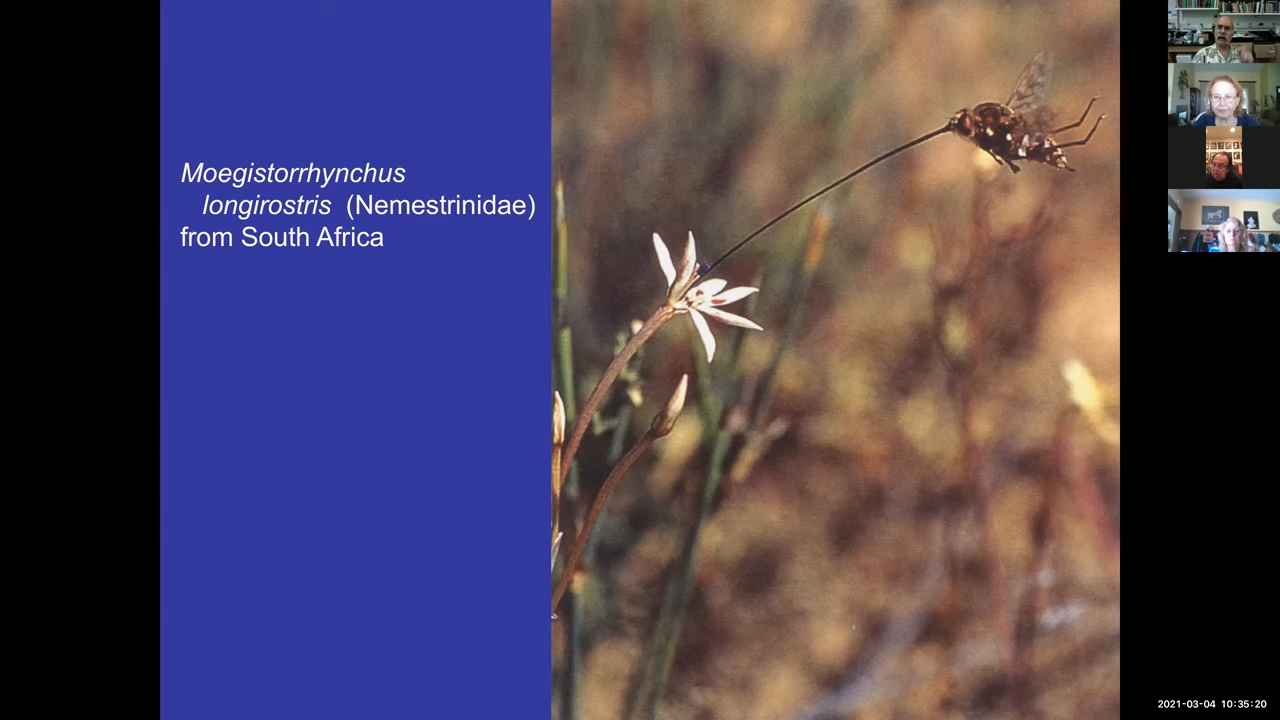 Moegistorrhynchus
longirostris (Nemestrinidae)
from South Africa
2021-03-04 10:35:20